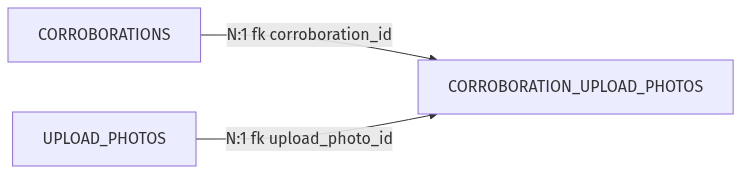 CORROBORATIONS
N:1 fk corroboration_id
CORROBORATION_UPLOAD_PHOTOS
UPLOAD_PHOTOS
N:1 fk upload_photo_id